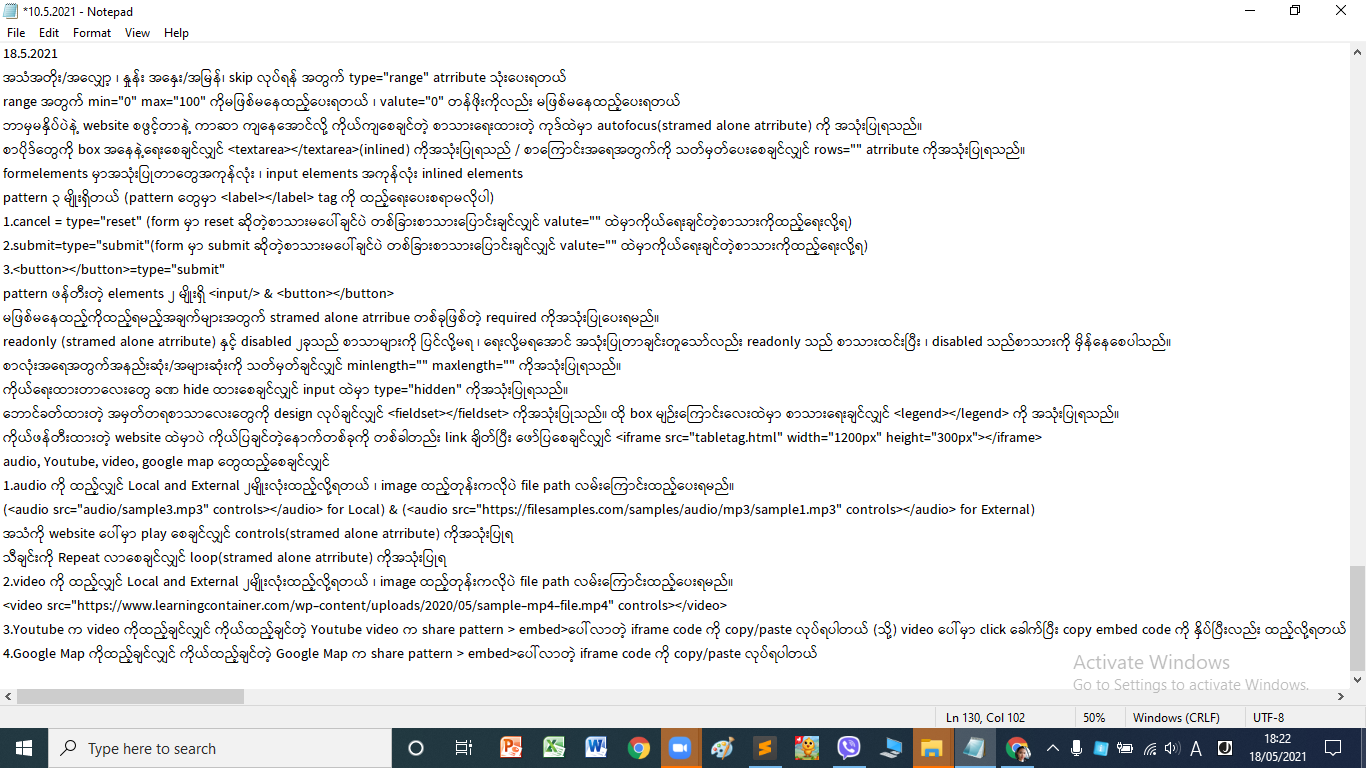 *10.5.2021 - Notepad
File Edit Format View Help
18.5.2021
အသံအတိုး/အလျှော့ ၊ နှုန်း အနှေး/အမြန်၊ skip လုပ်ရန် အတွက် type="range" atrribute သုံးပေးရတယ်
range အတွက် min="0" max="100" ကိုမဖြစ်မနေထည့်ပေးရတယ် ၊ valute="0" တန်ဖိုးကိုလည်း မဖြစ်မနေထည့်ပေးရတယ်
ဘာမှမနှိပ်ပဲနဲ့ website စဖွင့်တာနဲ့ ကာဆာ ကျနေအောင်လို့ ကိုယ်ကျစေချင်တဲ့ စာသားရေးထားတဲ့ ကုဒ်ထဲမှာ autofocus(stramed alone atrribute) ကို အသုံးပြုရသည်။
စာပိုဒ်တွေကို box အနေနဲ့ရေးစေချင်လျှင် <textarea></textarea>(inlined) ကိုအသုံးပြုရသည် / စာကြောင်းအရေအတွက်ကို သတ်မှတ်ပေးစေချင်လျှင် rows="" atrribute ကိုအသုံးပြုရသည်။
formelements မှာအသုံးပြုတာတွေအကုန်လုံး ၊ input elements အကုန်လုံး inlined elements
pattern ၃ မျိုးရှိတယ် (pattern တွေမှာ <label></label> tag ကို ထည့်ရေးပေးစရာမလိုပါ)
1.cancel = type="reset" (form မှာ reset ဆိုတဲ့စာသားမပေါ်ချင်ပဲ တစ်ခြားစာသားပြောင်းချင်လျှင် valute="" ထဲမှာကိုယ်ရေးချင်တဲ့စာသားကိုထည့်ရေးလို့ရ)
2.submit=type="submit"(form မှာ submit ဆိုတဲ့စာသားမပေါ်ချင်ပဲ တစ်ခြားစာသားပြောင်းချင်လျှင် valute="" ထဲမှာကိုယ်ရေးချင်တဲ့စာသားကိုထည့်ရေးလို့ရ)
3.<button></button>=type="submit"
pattern ဖန်တီးတဲ့ elements ၂ မျိုးရှိ <input/> & <button></button>
မဖြစ်မနေထည့်ကိုထည့်ရမည့်အချက်များအတွက် stramed alone atrribue တစ်ခုဖြစ်တဲ့ required ကိုအသုံးပြုပေးရမည်။
readonly (stramed alone atrribute) နှင့် disabled ၂ခုသည် စာသာများကို ပြင်လို့မရ ၊ ရေးလို့မရအောင် အသုံးပြုတာချင်းတူသော်လည်း readonly သည် စာသားထင်းပြီး ၊ disabled သည်စာသားကို မှိန်နေစေပါသည်။
စာလုံးအရေအတွက်အနည်းဆုံး/အများဆုံးကို သတ်မှတ်ချင်လျှင် minlength="" maxlength="" ကိုအသုံးပြုရသည်။
ကိုယ်ရေးထားတာလေးတွေ ခဏ hide ထားစေချင်လျှင် input ထဲမှာ type="hidden" ကိုအသုံးပြုရသည်။
ဘောင်ခတ်ထားတဲ့ အမှတ်တရစာသာလေးတွေကို design လုပ်ချင်လျှင် <fieldset></fieldset> ကိုအသုံးပြုသည်။ ထို box မျဉ်းကြောင်းလေးထဲမှာ စာသားရေးချင်လျှင် <legend></legend> ကို အသုံးပြုရသည်။
ကိုယ်ဖန်တီးထားတဲ့ website ထဲမှာပဲ ကိုယ်ပြချင်တဲ့နောက်တစ်ခုကို တစ်ခါတည်း link ချိတ်ပြီး ဖော်ပြစေချင်လျှင် <iframe src="tabletag.html" width="1200px" height="300px"></iframe>
audio, Youtube, video, google map တွေထည့်စေချင်လျှင်
1.audio ကို ထည့်လျှင် Local and External ၂မျိုးလုံးထည့်လို့ရတယ် ၊ image ထည့်တုန်းကလိုပဲ file path လမ်းကြောင်းထည့်ပေးရမည်။
(<audio src="audio/sample3.mp3" controls></audio> for Local) & (<audio src="https://filesamples.com/samples/audio/mp3/sample1.mp3" controls></audio> for External)
အသံကို website ပေါ်မှာ play စေချင်လျှင် controls(stramed alone atrribute) ကိုအသုံးပြုရ
သီချင်းကို Repeat လာစေချင်လျှင် loop(stramed alone atrribute) ကိုအသုံးပြုရ
2.video ကို ထည့်လျှင် Local and External ၂မျိုးလုံးထည့်လို့ရတယ် ၊ image ထည့်တုန်းကလိုပဲ file path လမ်းကြောင်းထည့်ပေးရမည်။
<video src="https://www.learningcontainer.com/wp-content/uploads/2020/05/sample-mp4-file.mp4" controls></video>
3.Youtube က video ကိုထည့်ချင်လျှင် ကိုယ်ထည့်ချင်တဲ့ Youtube video က share pattern > embed>ပေါ်လာတဲ့ iframe code ကို copy/paste လုပ်ရပါတယ် (သို့) video ပေါ်မှာ click ခေါက်ပြီး copy embed code ကို နှိပ်ပြီးလည်း ထည့်လို့ရတယ်
4.Google Map ကိုထည့်ချင်လျှင် ကိုယ်ထည့်ချင်တဲ့ Google Map က share pattern > embed>ပေါ်လာတဲ့ iframe code ကို copy/paste လုပ်ရပါတယ်
Activate Windows
Go to Settings to activate Windows.
Ln 130, Col 102 50% Windows (CRLF) UTF-8
Type here to search
18:22
18/05/2021